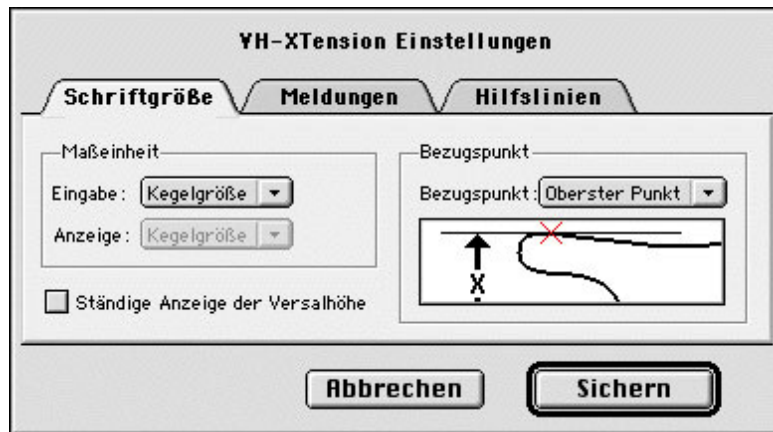 VH-XTension Einstellungen
Schriftgröße
Meldungen
Hilfslinien
Maßeinheit
Eingabe: Kegelgröße
Anzeige: Kegelgröße
Ständige Anzeige der Versalhöhe
Bezugspunkt
Bezugspunkt: Oberster Punkt
X
Abbrechen
Sichern